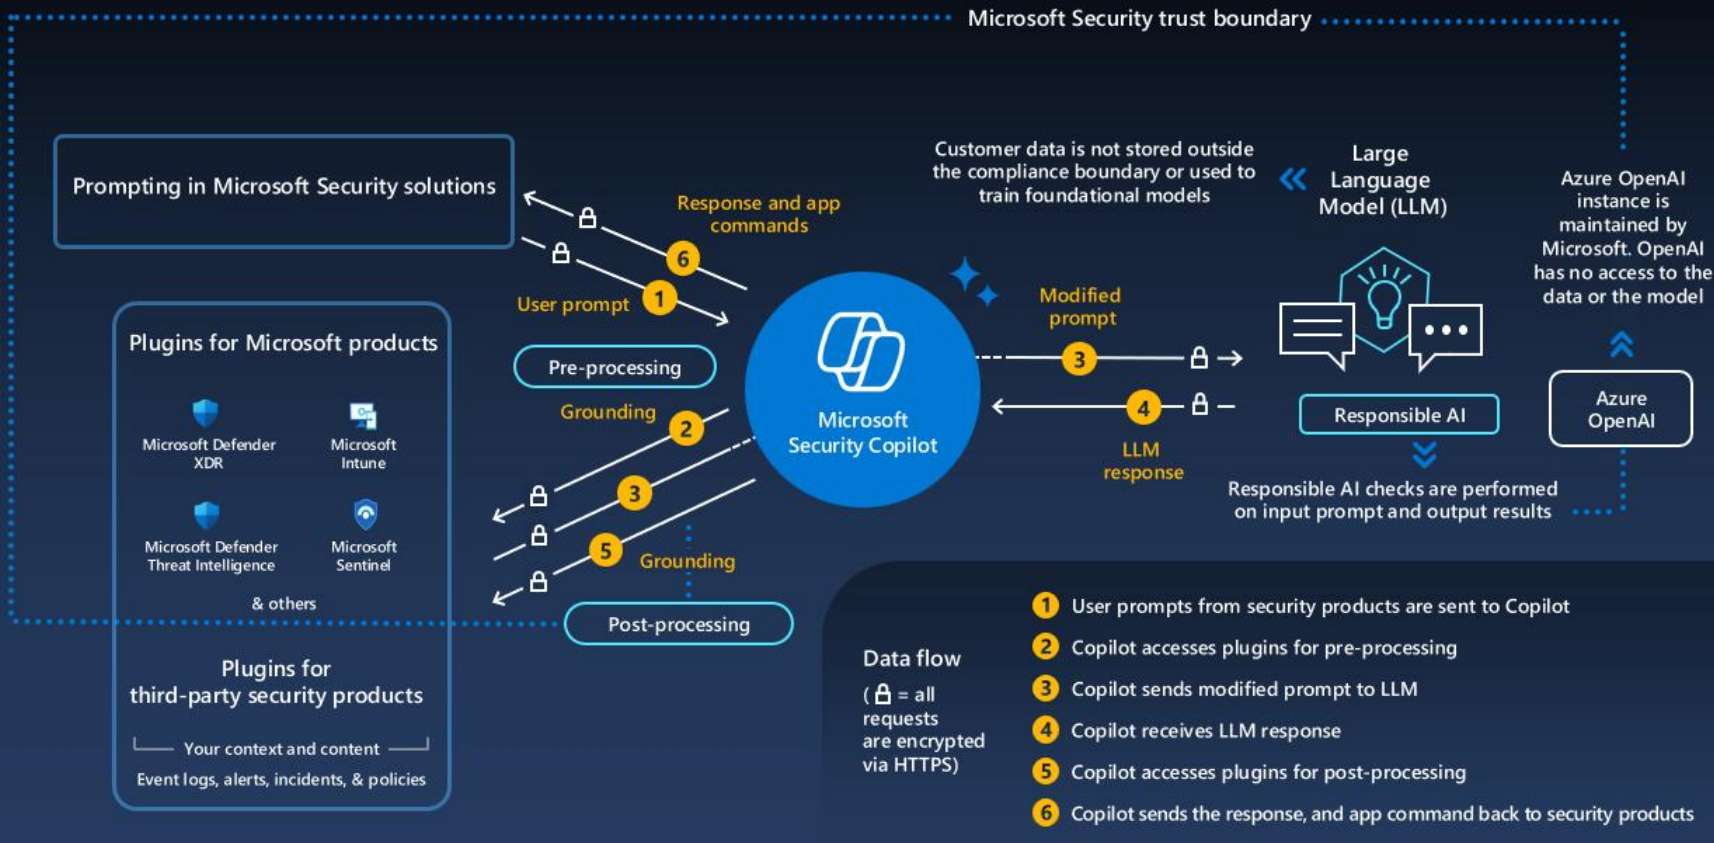 Microsoft Security trust boundary
Prompting in Microsoft Security solutions
Response and app
commands
6
1
User prompt
Customer data is not stored outside
the compliance boundary or used to
train foundational models
Large
Language
Model (LLM)
Azure OpenAI
instance is
maintained by
Microsoft. OpenAI
has no access to the
data or the model
Plugins for Microsoft products
Microsoft Defender
XDR
Microsoft
Intune
Microsoft Defender
Threat Intelligence
Microsoft
Sentinel
& others
Plugins for
third-party security products
Your context and content
Event logs, alerts, incidents, & policies
Pre-processing
Grounding
2
3
5
Grounding
Post-processing
Microsoft
Security Copilot
Modified
prompt
3
4
LLM
response
Responsible AI
Responsible AI checks are performed
on input prompt and output results
Azure
OpenAI
Data flow
( = all
requests
are encrypted
via HTTPS)
1 User prompts from security products are sent to Copilot
2 Copilot accesses plugins for pre-processing
3 Copilot sends modified prompt to LLM
4 Copilot receives LLM response
5 Copilot accesses plugins for post-processing
6 Copilot sends the response, and app command back to security products